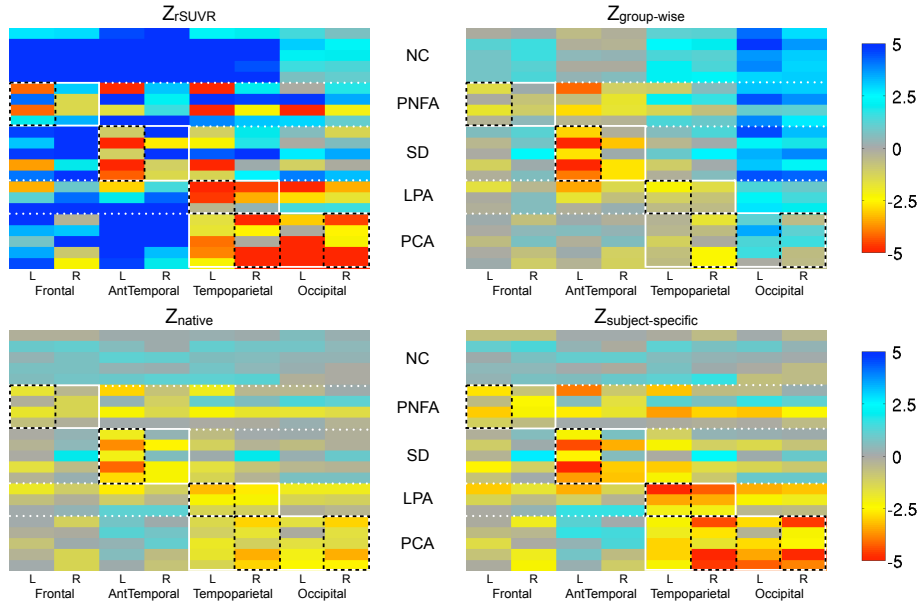 ZrSUVR
Zgroup-wise
NC
PNFA
SD
LPA
PCA
5
2.5
0
-2.5
-5
L R L R L R L R
Frontal AntTemporal Tempoparietal Occipital
L R L R L R L R
Frontal AntTemporal Tempoparietal Occipital
Znative
Zsubject-specific
NC
PNFA
SD
LPA
PCA
5
2.5
0
-2.5
-5
L R L R L R L R
Frontal AntTemporal Tempoparietal Occipital
L R L R L R L R
Frontal AntTemporal Tempoparietal Occipital